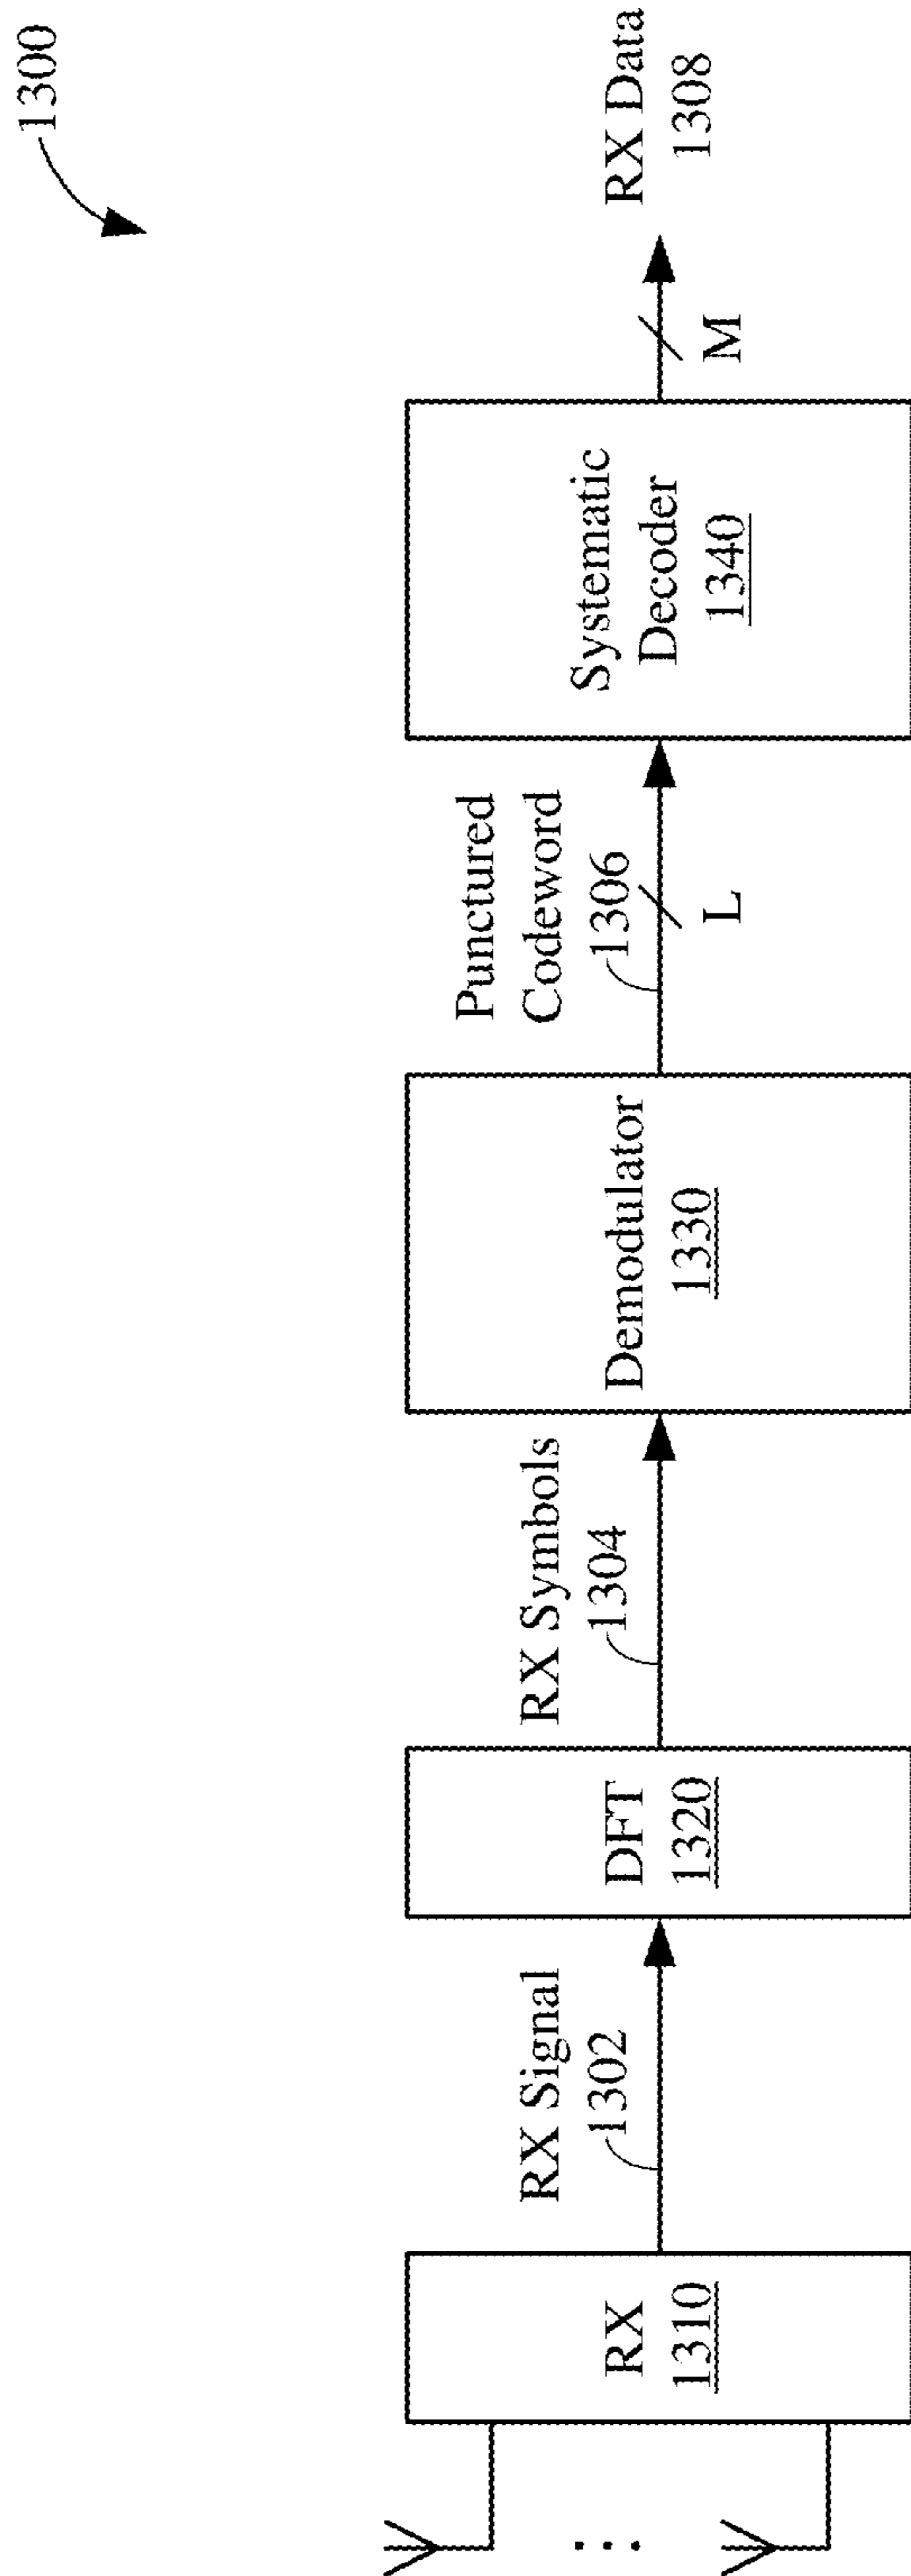 1300
RX
1310
RX Signal
1302
DFT
1320
RX Symbols
1304
Demodulator
1330
Punctured
Codeword
1306
L
Systematic
Decoder
1340
M
RX Data
1308